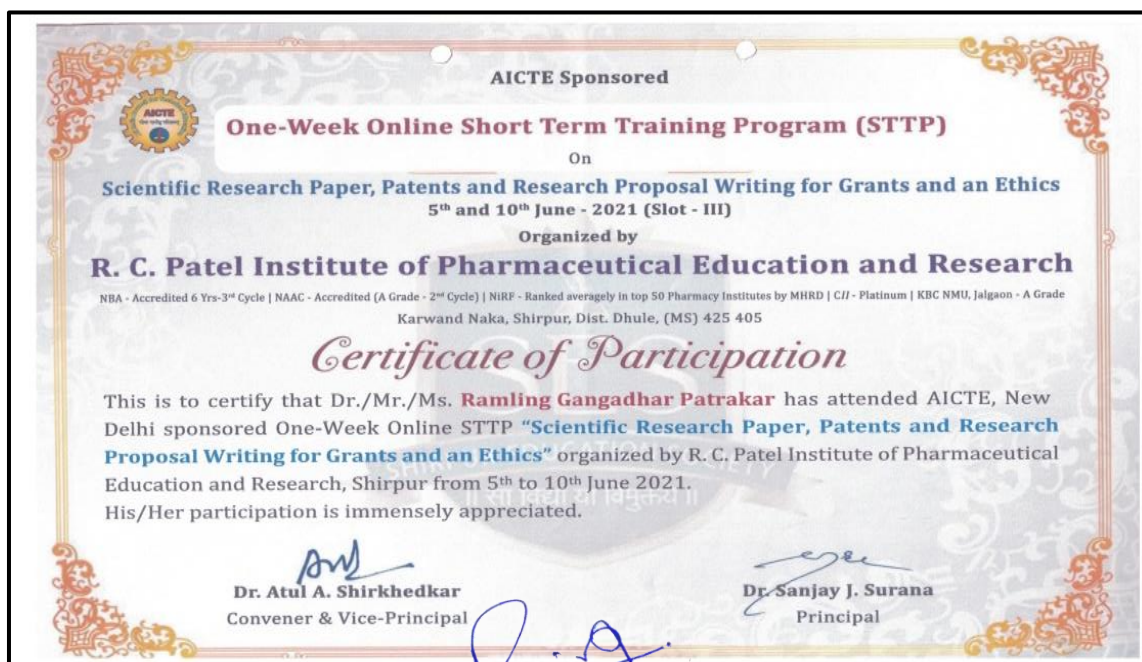 AICTE Sponsored
AICTE
One-Week Online Short Term Training Program (STTP)
On
Scientific Research Paper, Patents and Research Proposal Writing for Grants and an Ethics
5th and 10th June - 2021 (Slot - III)
Organized by
R. C. Patel Institute of Pharmaceutical Education and Research
NBA - Accredited 6 Yrs-3rd Cycle | NAAC - Accredited (A Grade - 2nd Cycle) | NiRF - Ranked averagely in top 50 Pharmacy Institutes by MHRD | CII - Platinum | KBC NMU, Jalgaon - A Grade
Karwand Naka, Shirpur, Dist. Dhule, (MS) 425 405
Certificate of Participation
This is to certify that Dr./Mr./Ms. Ramling Gangadhar Patrakar has attended AICTE, New
Delhi sponsored One-Week Online STTP "Scientific Research Paper, Patents and Research
Proposal Writing for Grants and an Ethics" organized by R. C. Patel Institute of Pharmaceutical
Education and Research, Shirpur from 5th to 10th June 2021.
His/Her participation is immensely appreciated.
SES
॥ सा विद्या या विमुक्तये ॥
Dr. Atul A. Shirkhedkar
Convener & Vice-Principal
Dr. Sanjay J. Surana
Principal